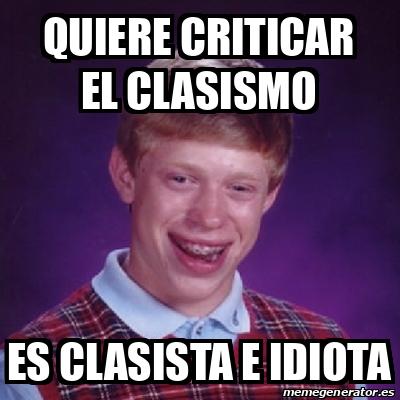 QUIERE CRITICAR
EL CLASISMO
ES CLASISTA E IDIOTA
memegenerator.es